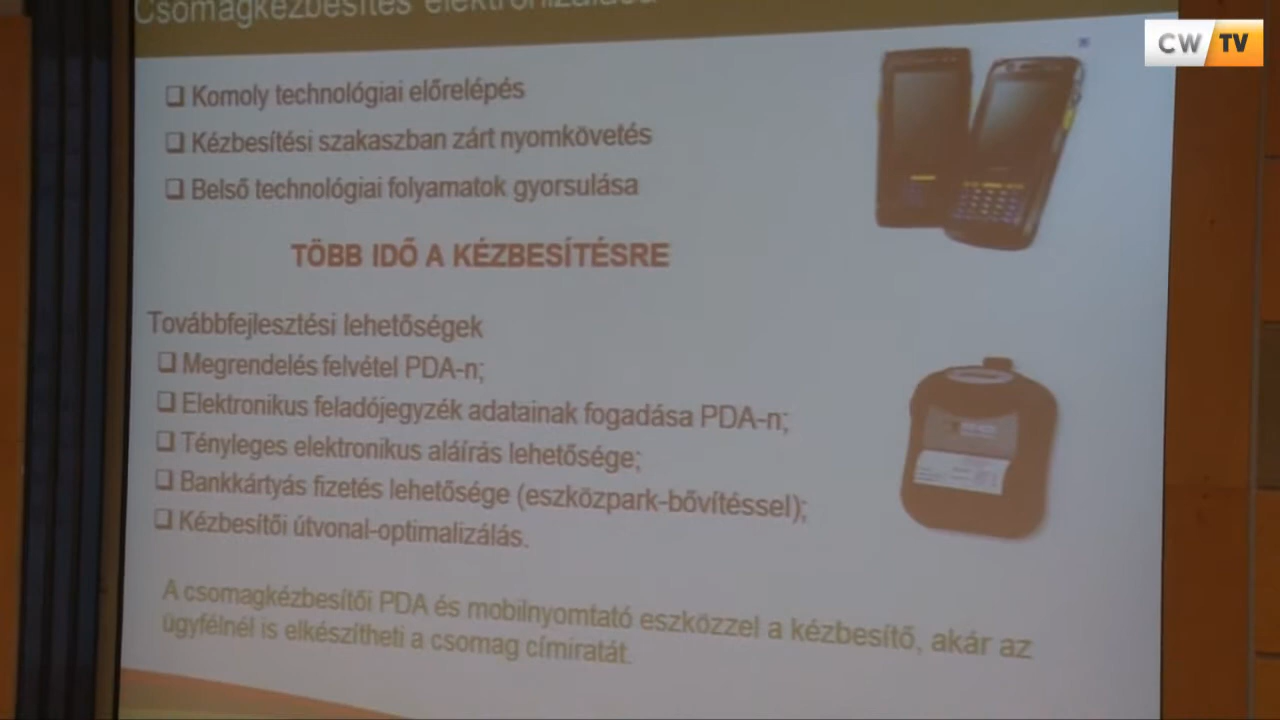 Csomagkézbesítés elektronizálása
CW TV
❑ Komoly technológiai előrelépés
❑ Kézbesítési szakaszban zárt nyomkövetés
❑ Belső technológiai folyamatok gyorsulása
TÖBB IDŐ A KÉZBESÍTÉSRE
Továbbfejlesztési lehetőségek
❑ Megrendelés felvétel PDA-n;
❑ Elektronikus feladójegyzék adatainak fogadása PDA-n;
❑ Tényleges elektronikus aláírás lehetősége;
❑ Bankkártyás fizetés lehetősége (eszközpark-bővítéssel);
❑ Kézbesítői útvonal-optimalizálás.
A csomagkézbesítői PDA és mobilnyomtató eszközzel a kézbesítő, akár az
ügyfélnél is elkészítheti a csomag címiratát.